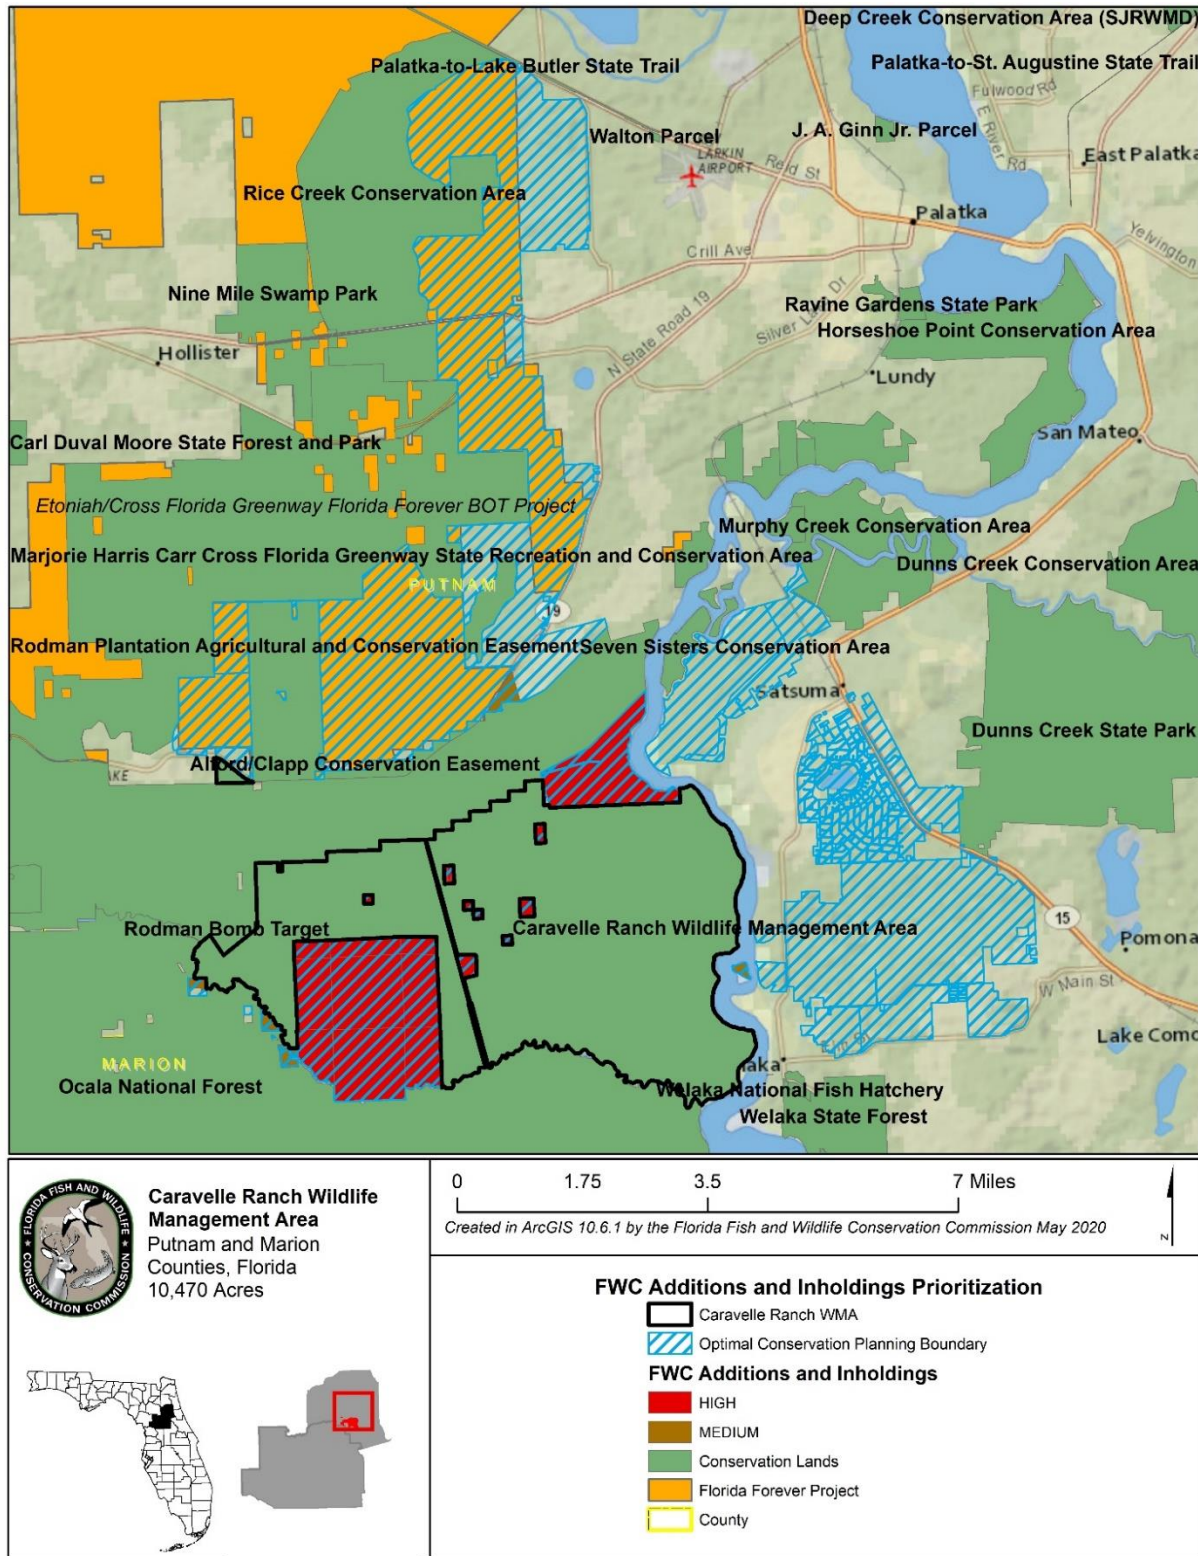 Deep Creek Conservation Area (SJRWMD)
Palatka-to-Lake Butler State Trail
Palatka-to-St. Augustine State Trail
Fulwood Rd
E River Rd
Walton Parcel
J. A. Ginn Jr. Parcel
LARKIN AIRPORT
Reid St
East Palatka
Rice Creek Conservation Area
Palatka
Yelvington
Crill Ave
Nine Mile Swamp Park
Ravine Gardens State Park
Silver Lake Dr
Horseshoe Point Conservation Area
Hollister
N State Road 19
Lundy
Carl Duval Moore State Forest and Park
San Mateo
Etoniah/Cross Florida Greenway Florida Forever BOT Project
Murphy Creek Conservation Area
Marjorie Harris Carr Cross Florida Greenway State Recreation and Conservation Area
Dunns Creek Conservation Area
PUTNAM
19
Rodman Plantation Agricultural and Conservation Easement
Seven Sisters Conservation Area
Satsuma
Dunns Creek State Park
Alford/Clapp Conservation Easement
AKE
Rodman Bomb Target
Caravelle Ranch Wildlife Management Area
15
Pomona
W Main St
MARION
Lake Como
Ocala National Forest
aka
Welaka National Fish Hatchery
Welaka State Forest
FLORIDA FISH AND WILDLIFE
CONSERVATION COMMISSION
Caravelle Ranch Wildlife
Management Area
Putnam and Marion
Counties, Florida
10,470 Acres
0 1.75 3.5 7 Miles
Created in ArcGIS 10.6.1 by the Florida Fish and Wildlife Conservation Commission May 2020
N
FWC Additions and Inholdings Prioritization
Caravelle Ranch WMA
Optimal Conservation Planning Boundary
FWC Additions and Inholdings
HIGH
MEDIUM
Conservation Lands
Florida Forever Project
County